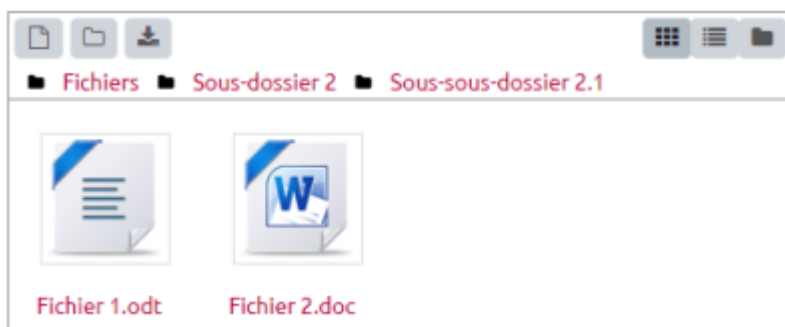 Fichiers Sous-dossier 2 Sous-sous-dossier 2.1
W
Fichier 1.odt Fichier 2.doc